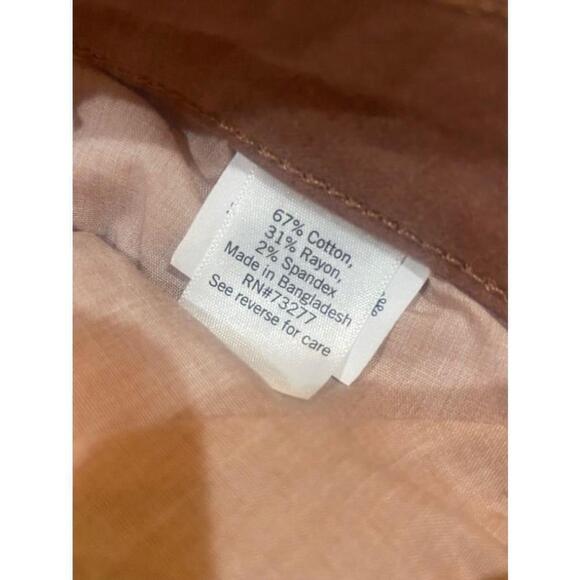 67% Cotton,
31% Rayon,
2% Spandex
Made in Bangladesh
RN#73277
See reverse for care